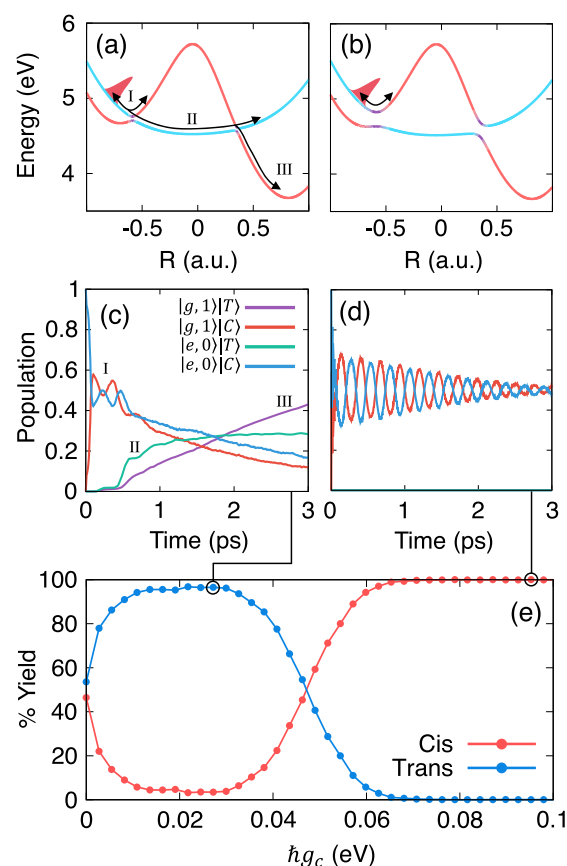 (a)
(b)
Energy (eV)
6
5
4
I
II
III
-0.5
0
0.5
-0.5
0
0.5
R (a.u.)
R (a.u.)
(c)
(d)
Population
1
0.8
0.6
0.4
0.2
0
|g, 1⟩|T⟩
|g, 1⟩|C⟩
|e, 0⟩|T⟩
|e, 0⟩|C⟩
I
II
III
0
1
2
3
0
1
2
3
Time (ps)
Time (ps)
(e)
% Yield
100
80
60
40
20
0
Cis
Trans
0
0.02
0.04
0.06
0.08
0.1
ℏg_c (eV)